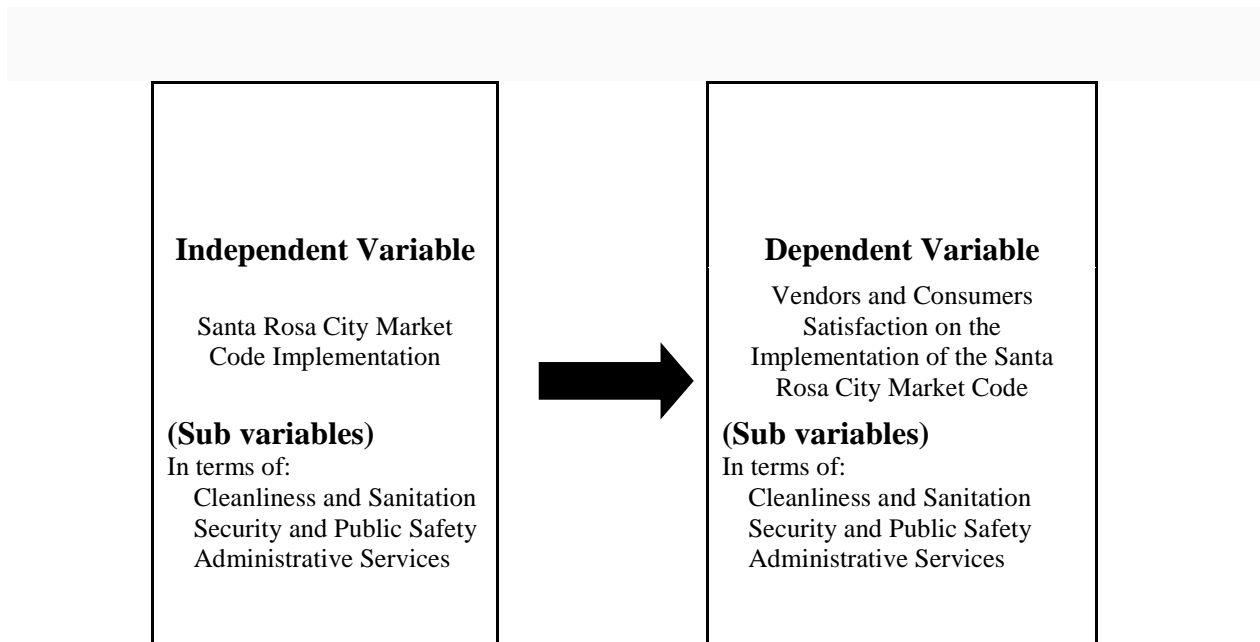 Independent Variable
Santa Rosa City Market
Code Implementation
(Sub variables)
In terms of:
Cleanliness and Sanitation
Security and Public Safety
Administrative Services
Dependent Variable
Vendors and Consumers
Satisfaction on the
Implementation of the Santa
Rosa City Market Code
(Sub variables)
In terms of:
Cleanliness and Sanitation
Security and Public Safety
Administrative Services